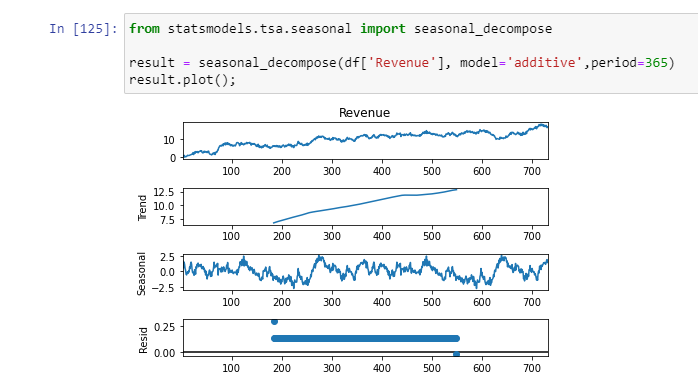 In [125]: from statsmodels.tsa.seasonal import seasonal_decompose
result = seasonal_decompose(df['Revenue'], model='additive',period=365)
result.plot();
Revenue
10
0
100 200 300 400 500 600 700
Trend
12.5
10.0
7.5
100 200 300 400 500 600 700
Seasonal
2.5
0.0
−2.5
100 200 300 400 500 600 700
Resid
0.25
0.00
100 200 300 400 500 600 700